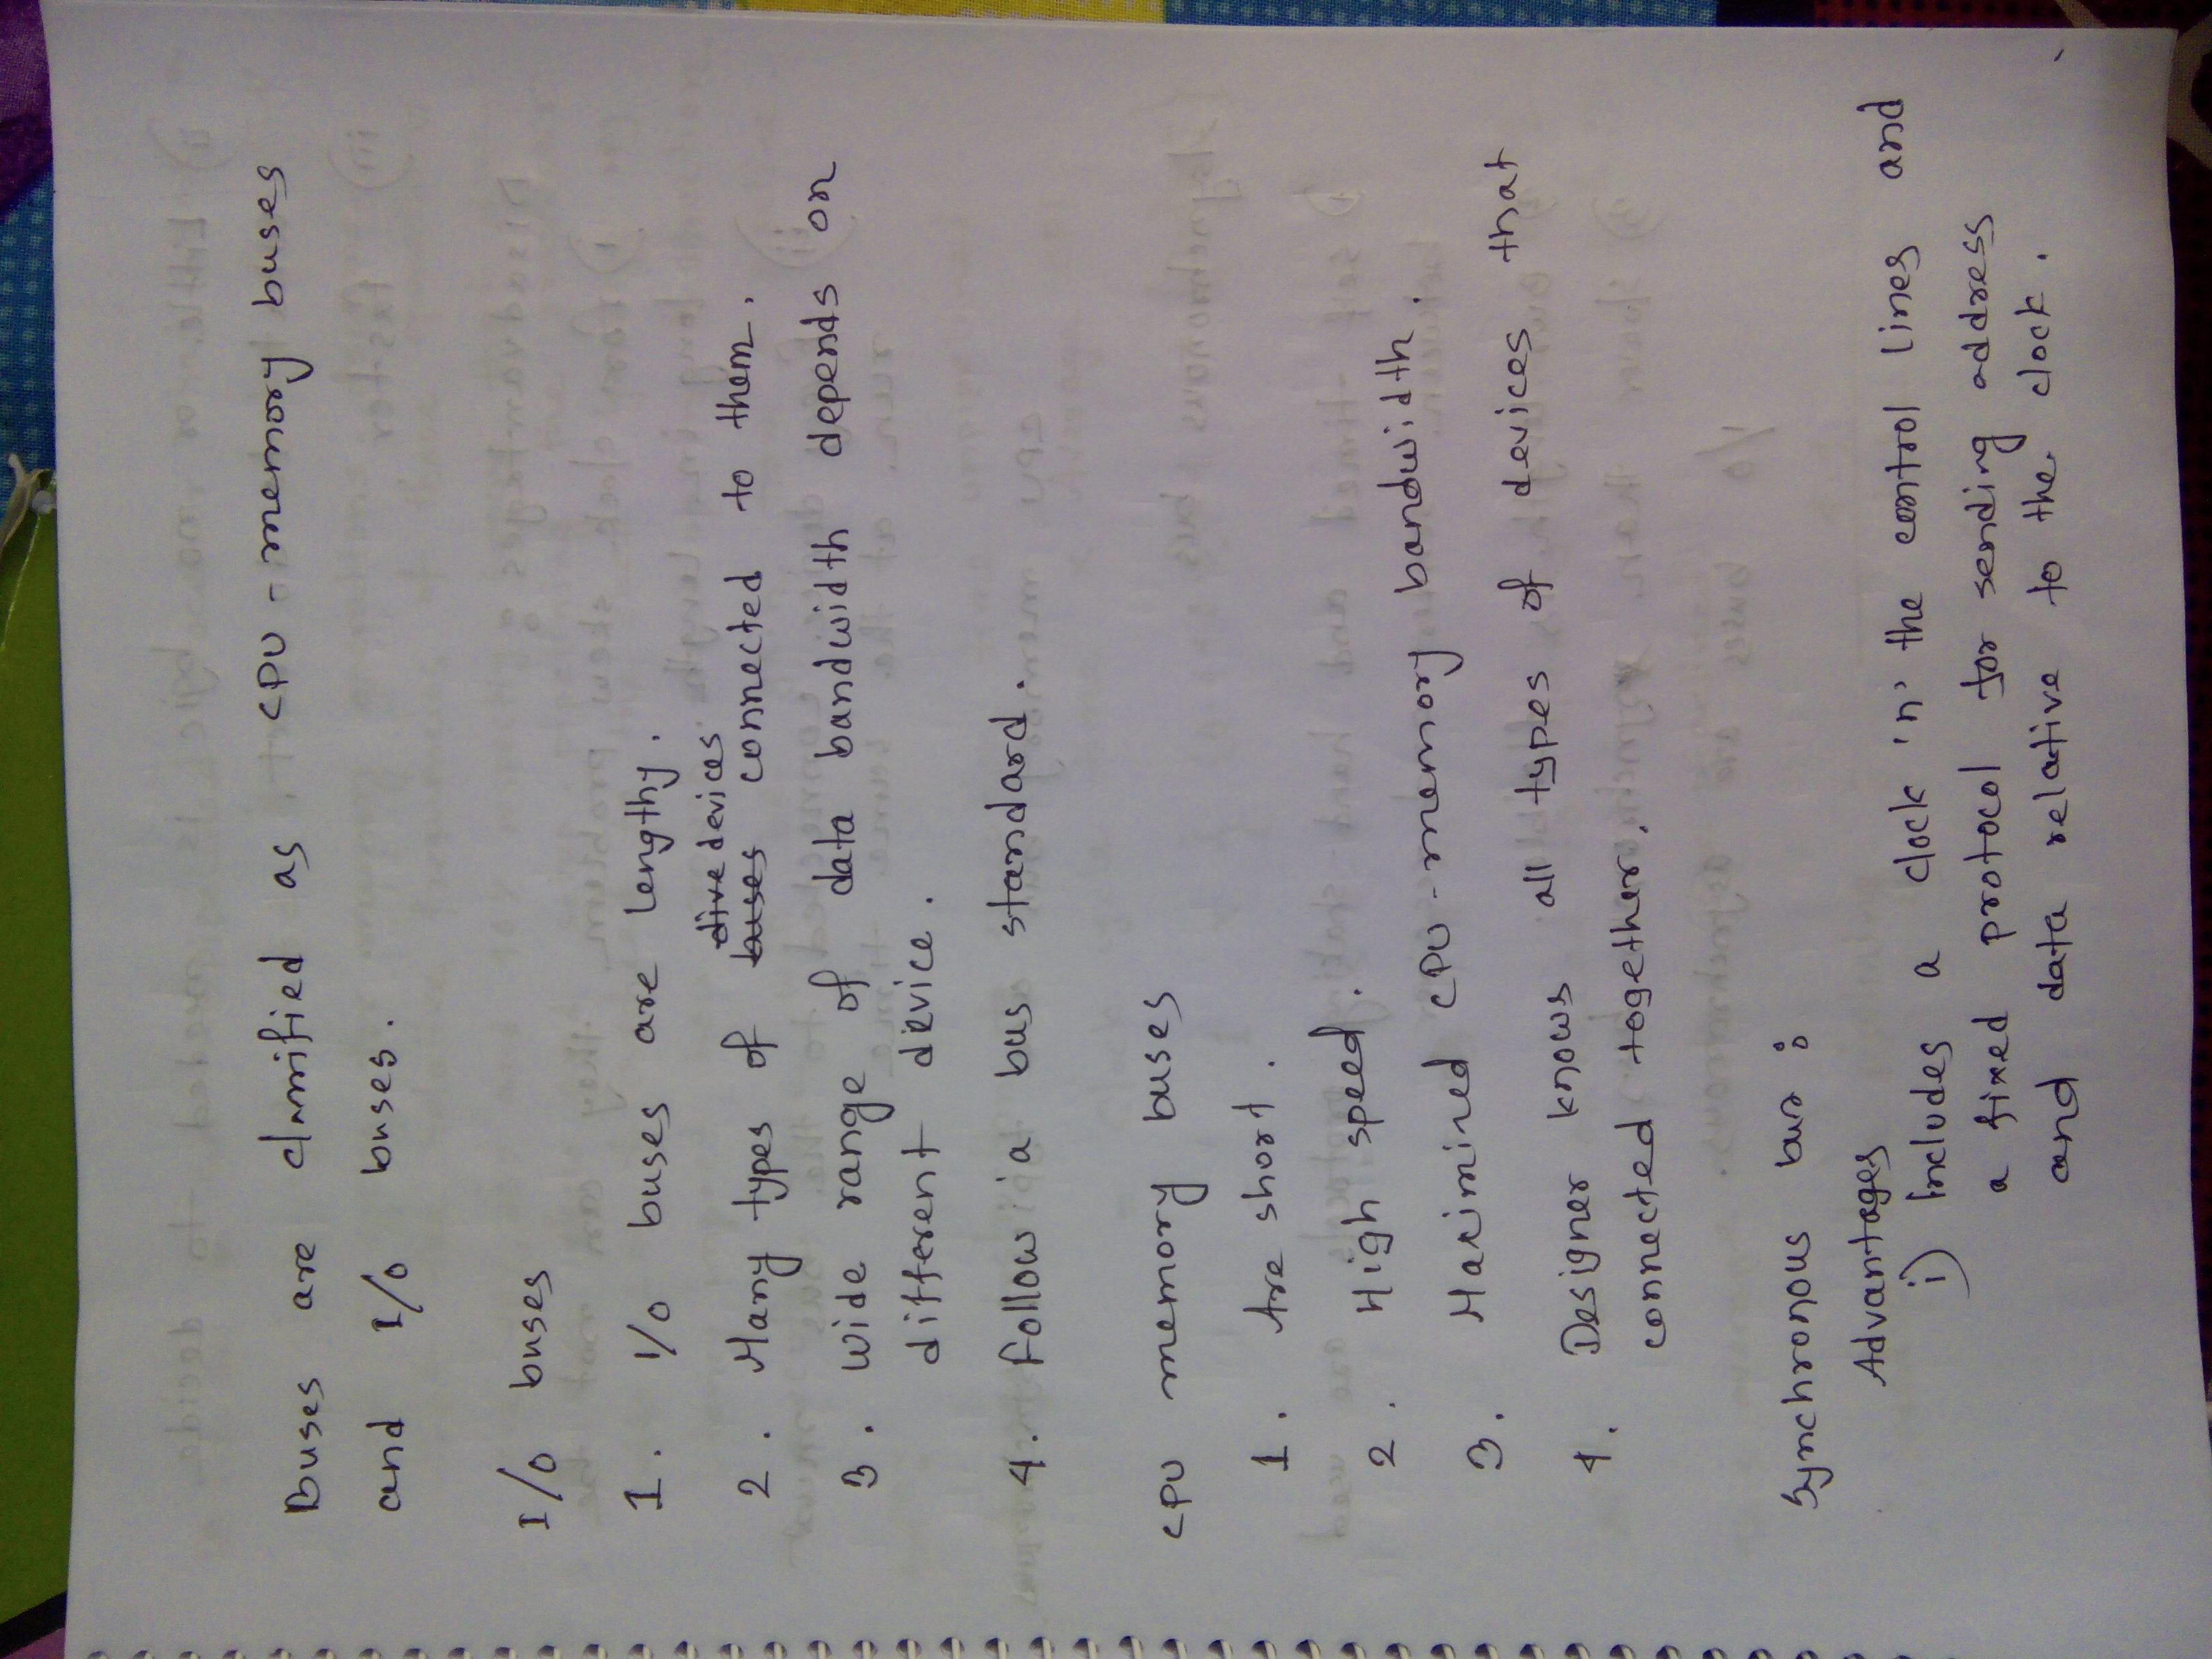 Buses are classified as CPU - memory buses
and I/O buses.
I/O buses
1. I/O buses are lengthy.
dive devices
2. Many types of buses connected to them.
3. Wide range of data bandwidth depends on
different device.
4. Follow a bus standard.
CPU memory buses
1. Are short.
2. High speed.
3. Maximized CPU - memory bandwidth.
4. Designer knows all types of devices that
connected together.
Synchronous bus :
Advantages
i) Includes a clock 'n' the control lines and
a fixed protocol for sending address
and data relative to the clock.